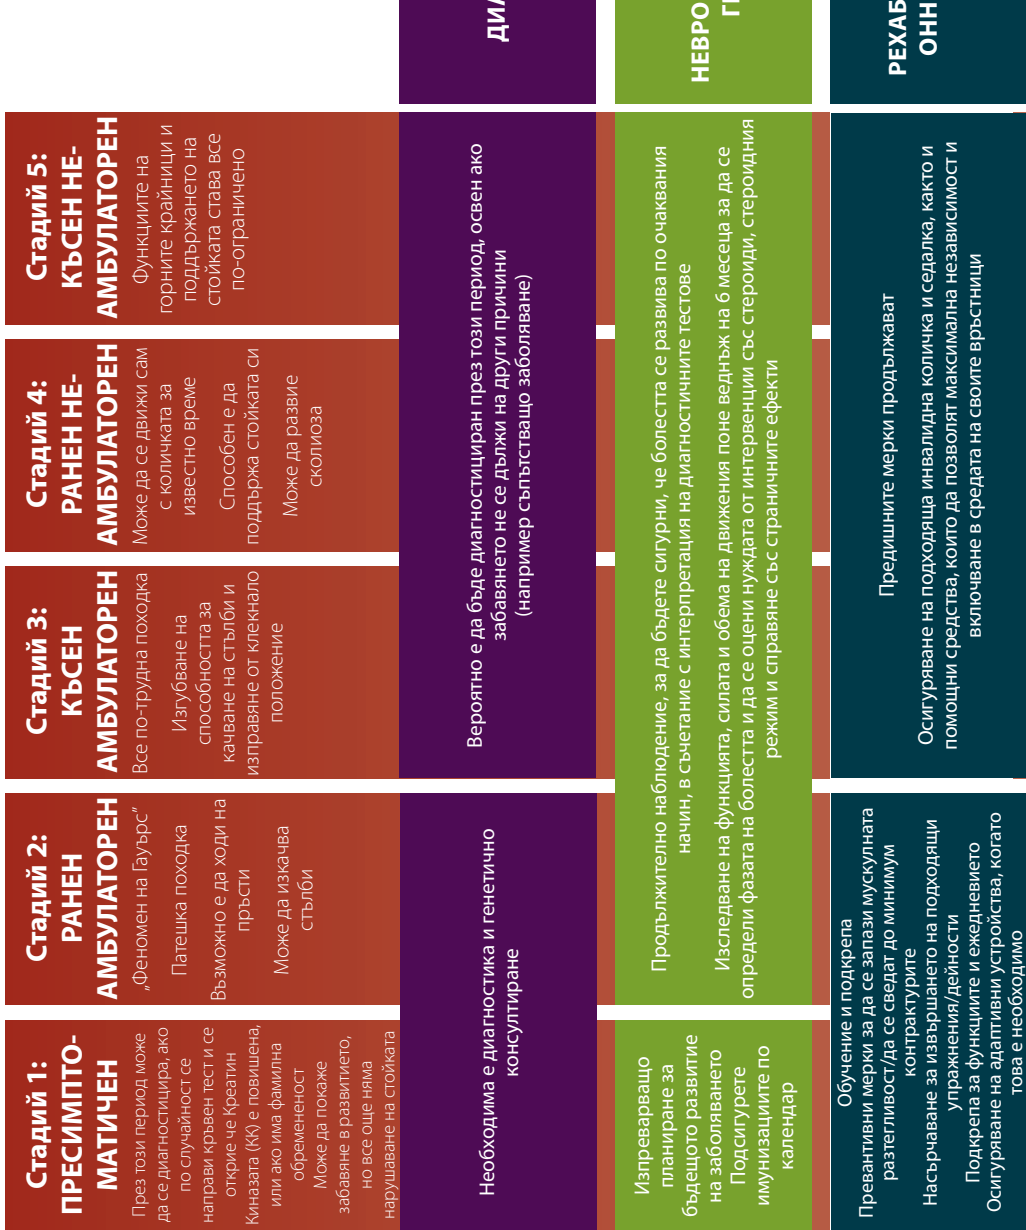 Стадий 1:
ПРЕСИМПТО-
МАТИЧЕН
През този период може
да се диагностицира, ако
по случайност се
направи кръвен тест и се
открие че Креатин
Киназата (КК) е повишена,
или ако има фамилна
обремененост
Може да покаже
забавяне в развитието,
но все още няма
нарушаване на стойката
Стадий 2:
РАНЕН
АМБУЛАТОРЕН
„Феномен на Гауърс”
Патешка походка
Възможно е да ходи на
пръсти
Може да изкачва
стълби
Стадий 3:
КЪСЕН
АМБУЛАТОРЕН
Все по-трудна походка
Изгубване на
способността за
качване на стълби и
изправяне от клекнало
положение
Стадий 4:
РАНЕН НЕ-
АМБУЛАТОРЕН
Може да се движи сам
с количката за
известно време
Способен е да
поддържа стойката си
Може да развие
сколиоза
Стадий 5:
КЪСЕН НЕ-
АМБУЛАТОРЕН
Функциите на
горните крайници и
поддържането на
стойката става все
по-ограничено
Необходима е диагностика и генетично
консултиране
Вероятно е да бъде диагностициран през този период, освен ако
забавянето не се дължи на други причини
(например съпътстващо заболяване)
ДИА
Изпреварващо
планиране за
бъдещото развитие
на заболяването
Подсигурете
имунизациите по
календар
Продължително наблюдение, за да бъдете сигурни, че болестта се развива по очаквания
начин, в съчетание с интерпретация на диагностичните тестове
Изследване на функцията, силата и обема на движения поне веднъж на 6 месеца за да се
определи фазата на болестта и да се оцени нуждата от интервенции със стероиди, стероидния
режим и справяне със страничните ефекти
НЕВРО
Обучение и подкрепа
Превантивни мерки за да се запази мускулната
разтегливост/да се сведат до минимум
контрактурите
Насърчаване за извършането на подходящи
упражнения/дейности
Подкрепа за функциите и ежедневието
Осигуряване на адаптивни устройства, когато
това е необходимо
Предишните мерки продължават
Осигуряване на подходяща инвалидна количка и седалка, както и
помощни средства, които да позволят максимална независимост и
включване в средата на своите връстници
РЕХАБ
ОНН